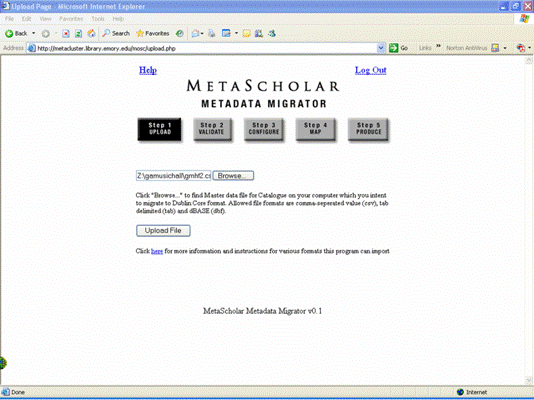 Upload Page - Microsoft Internet Explorer
File Edit View Favorites Tools Help
Back Search Favorites
Address http://metacluster.library.emory.edu/mosc/upload.php Go Links » Norton AntiVirus
Help Log Out
METASCHOLAR
METADATA MIGRATOR
Step 1 Step 2 Step 3 Step 4 Step 5
UPLOAD VALIDATE CONFIGURE MAP PRODUCE
Z:\gamusichall\gmhf2.cs Browse...
Click "Browse..." to find Master data file for Catalogue on your computer which you intent
to migrate to Dublin Core format. Allowed file formats are comma-seperated value (csv), tab
delimited (tab) and dBASE (dbf).
Upload File
Click here for more information and instructions for various formats this program can import
MetaScholar Metadata Migrator v0.1
Done Internet